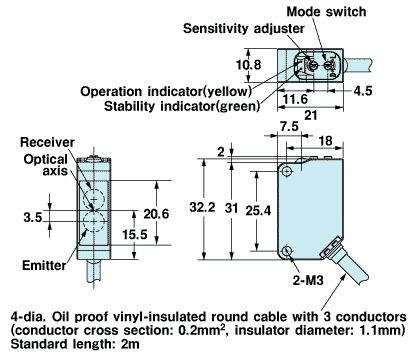 Mode switch
Sensitivity adjuster
10.8
Operation indicator(yellow)
Stability indicator(green)
11.6
4.5
21
7.5
Receiver
Optical
axis
2
18
3.5
20.6
15.5
32.2
31
25.4
Emitter
2-M3
4-dia. Oil proof vinyl-insulated round cable with 3 conductors
(conductor cross section: 0.2mm², insulator diameter: 1.1mm)
Standard length: 2m